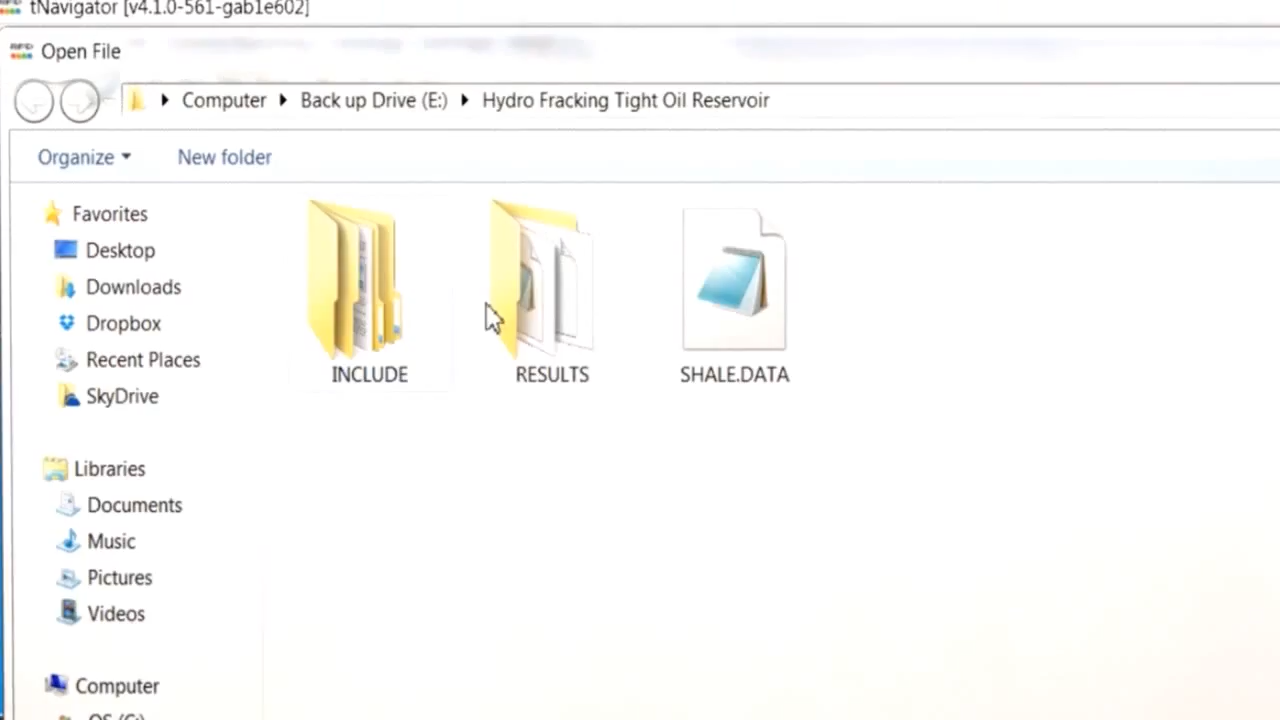 tNavigator [v4.1.0-561-gab1e602]
Open File
Computer Back up Drive (E:) Hydro Fracking Tight Oil Reservoir
Organize New folder
Favorites
Desktop
Downloads
Dropbox
Recent Places
SkyDrive
Libraries
Documents
Music
Pictures
Videos
Computer
OS (C:)
INCLUDE RESULTS SHALE.DATA